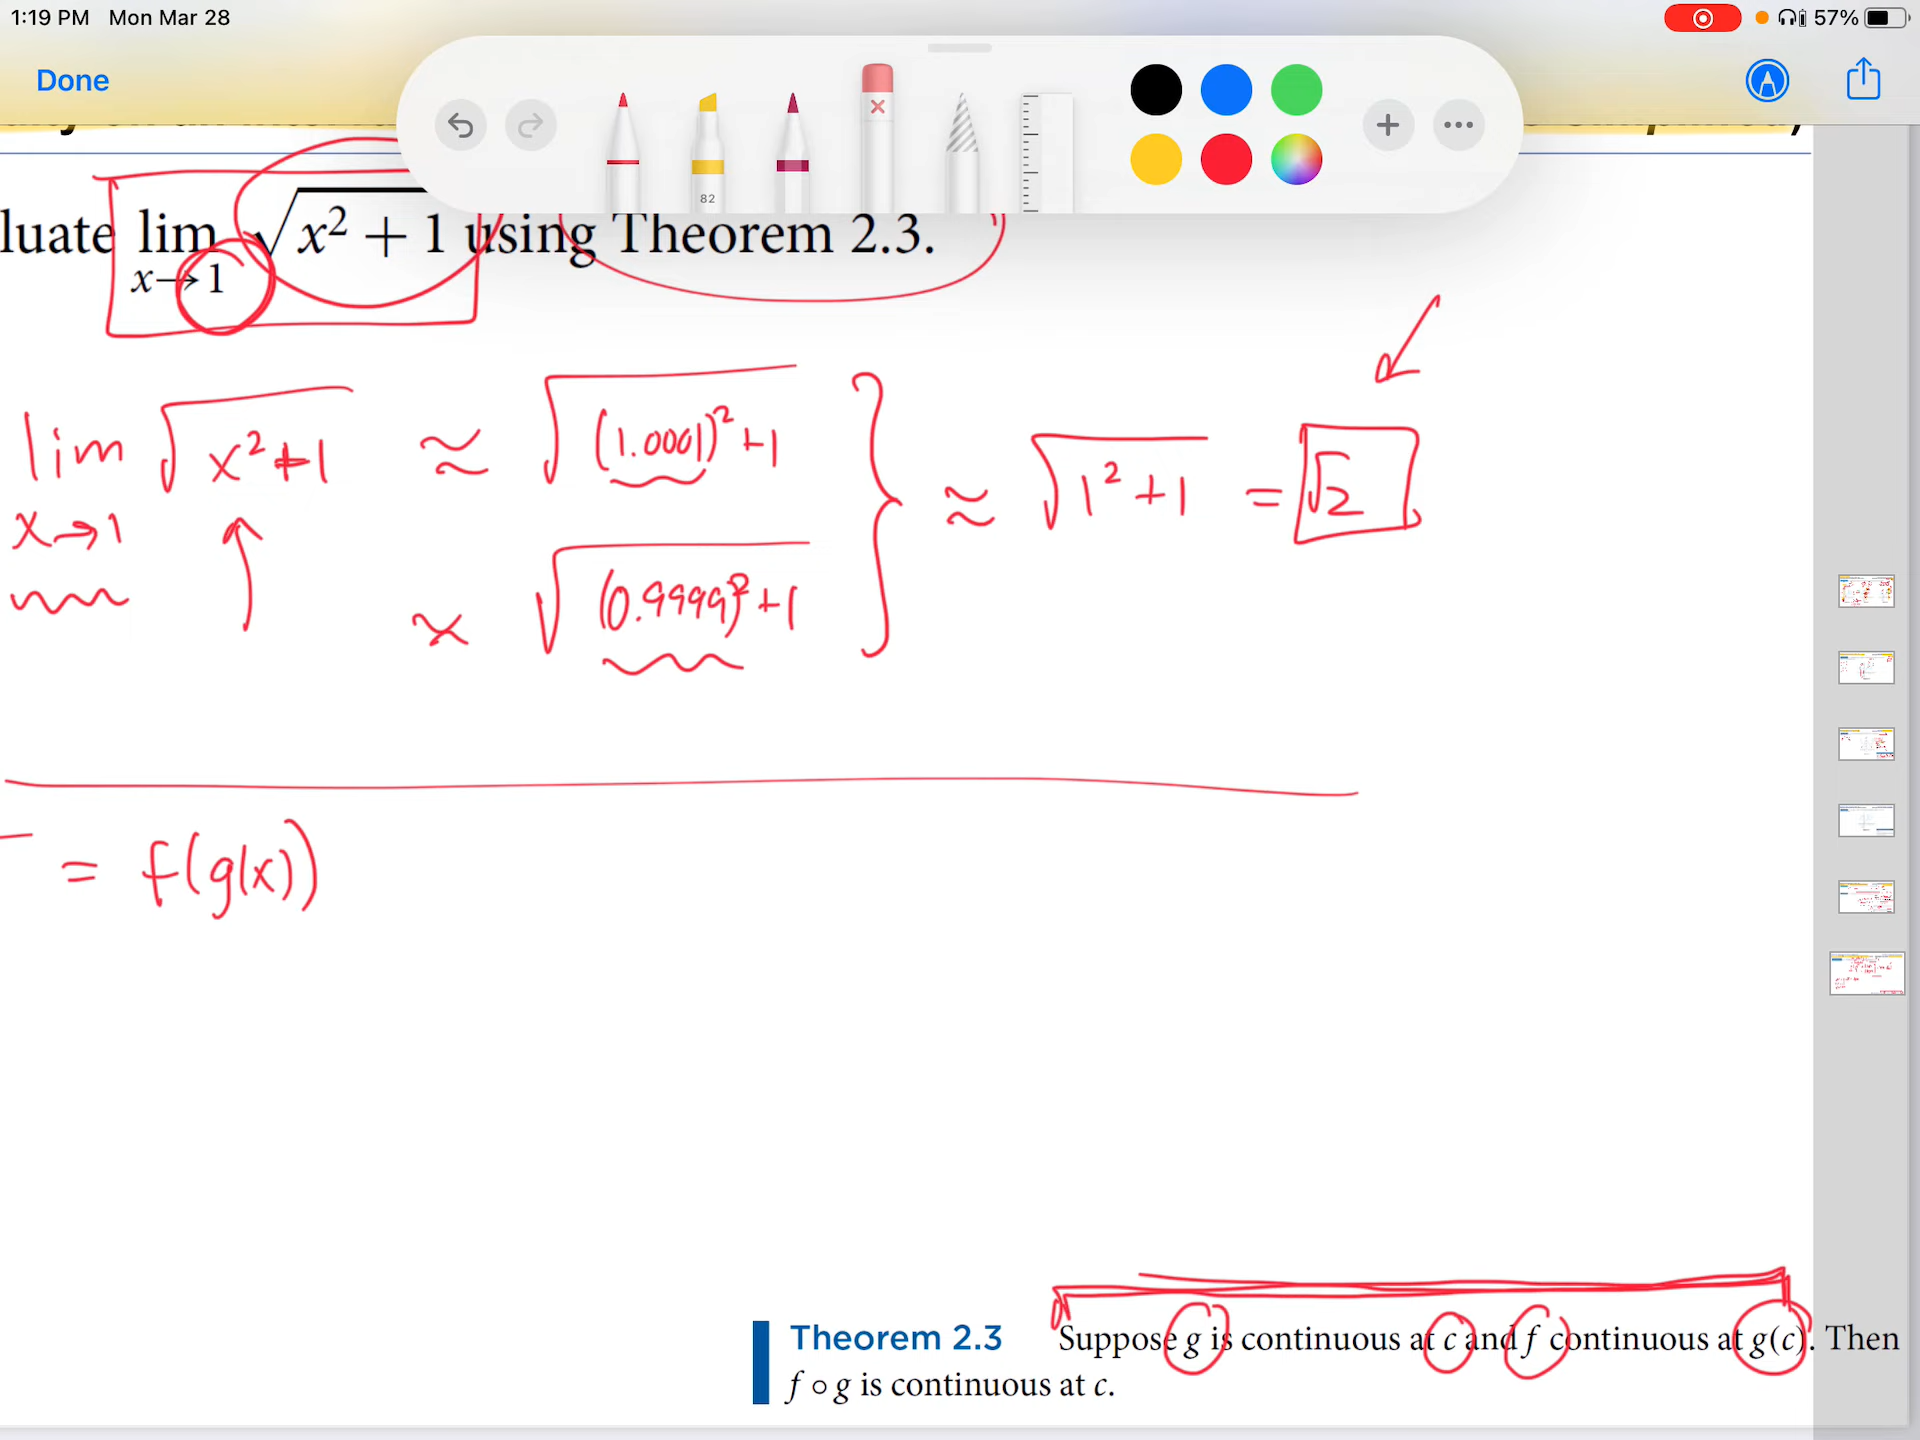 1:19 PM Mon Mar 28
57%
Done
82
luate lim √x² + 1 using Theorem 2.3.
x→1
lim √x²+1 ≈ √(1.0001)²+1 ≈ √1²+1 = √2
x→1
≈ √(0.9999)²+1
= f(g(x))
Theorem 2.3 Suppose g is continuous at c and f continuous at g(c). Then
f ∘ g is continuous at c.